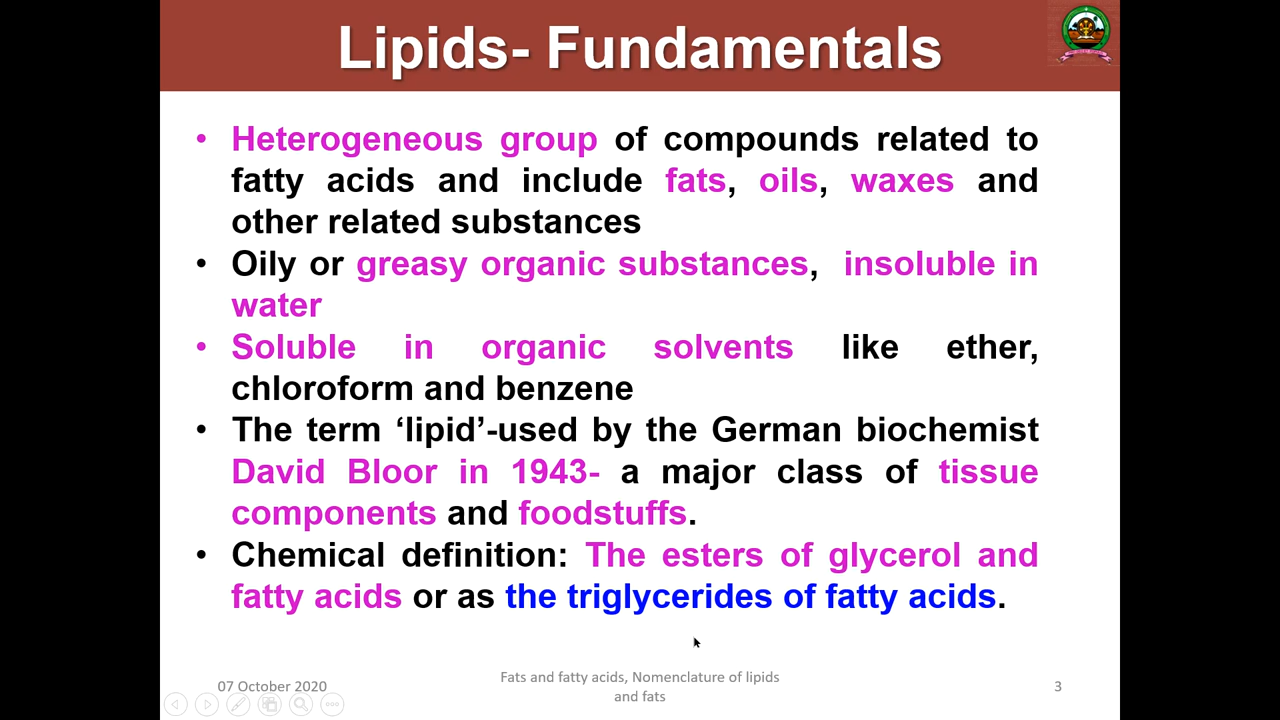 Lipids- Fundamentals
• Heterogeneous group of compounds related to
fatty acids and include fats, oils, waxes and
other related substances
• Oily or greasy organic substances, insoluble in
water
• Soluble in organic solvents like ether,
chloroform and benzene
• The term ‘lipid’-used by the German biochemist
David Bloor in 1943- a major class of tissue
components and foodstuffs.
• Chemical definition: The esters of glycerol and
fatty acids or as the triglycerides of fatty acids.
07 October 2020
Fats and fatty acids, Nomenclature of lipids
and fats
3